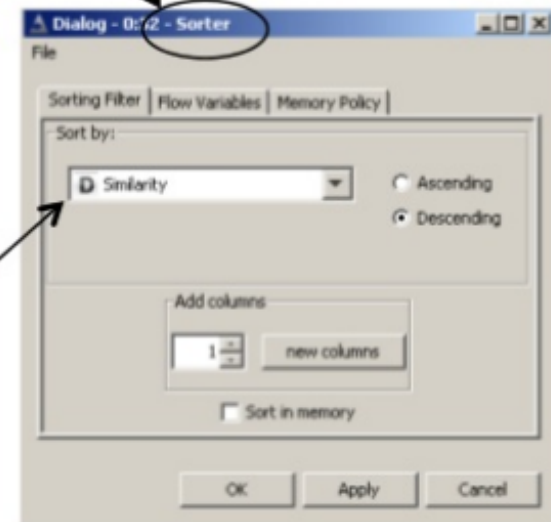 Dialog - 0:52 - Sorter
File
Sorting Filter Flow Variables Memory Policy
Sort by:
D Similarity
Ascending
Descending
Add columns
1 new columns
Sort in memory
OK Apply Cancel